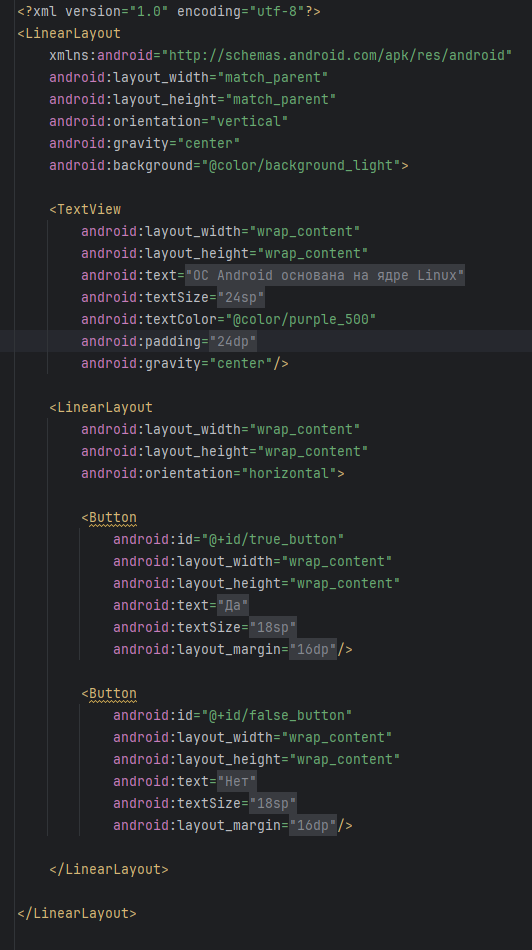 <?xml version="1.0" encoding="utf-8"?>
<LinearLayout
    xmlns:android="http://schemas.android.com/apk/res/android"
    android:layout_width="match_parent"
    android:layout_height="match_parent"
    android:orientation="vertical"
    android:gravity="center"
    android:background="@color/background_light">

    <TextView
        android:layout_width="wrap_content"
        android:layout_height="wrap_content"
        android:text="ОС Android основана на ядре Linux"
        android:textSize="24sp"
        android:textColor="@color/purple_500"
        android:padding="24dp"
        android:gravity="center"/>

    <LinearLayout
        android:layout_width="wrap_content"
        android:layout_height="wrap_content"
        android:orientation="horizontal">

        <Button
            android:id="@+id/true_button"
            android:layout_width="wrap_content"
            android:layout_height="wrap_content"
            android:text="Да"
            android:textSize="18sp"
            android:layout_margin="16dp"/>

        <Button
            android:id="@+id/false_button"
            android:layout_width="wrap_content"
            android:layout_height="wrap_content"
            android:text="Нет"
            android:textSize="18sp"
            android:layout_margin="16dp"/>

    </LinearLayout>

</LinearLayout>